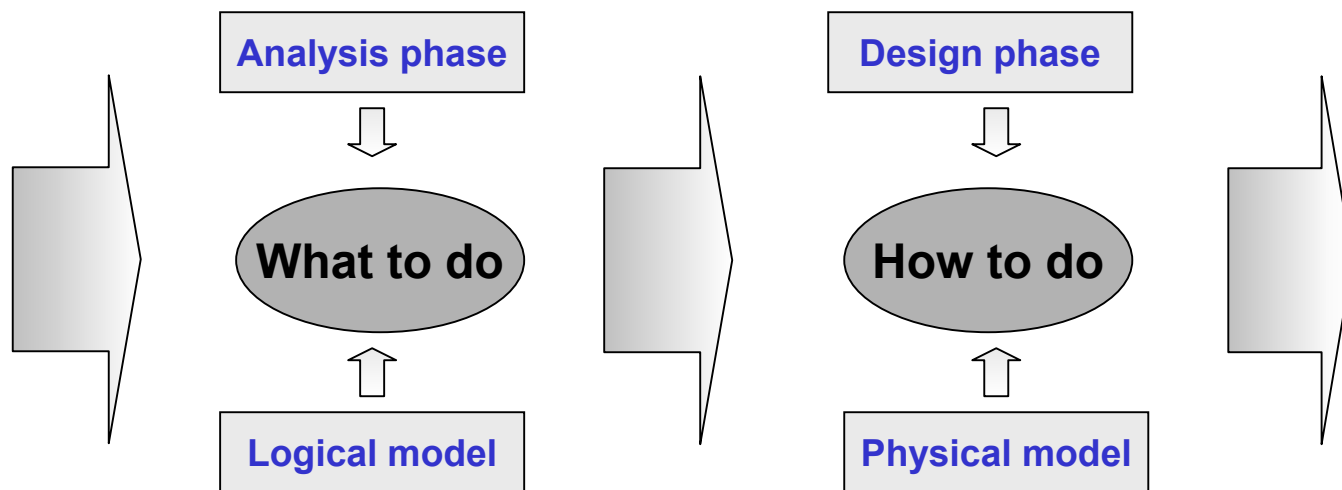 Analysis phase
Design phase
What to do
How to do
Logical model
Physical model